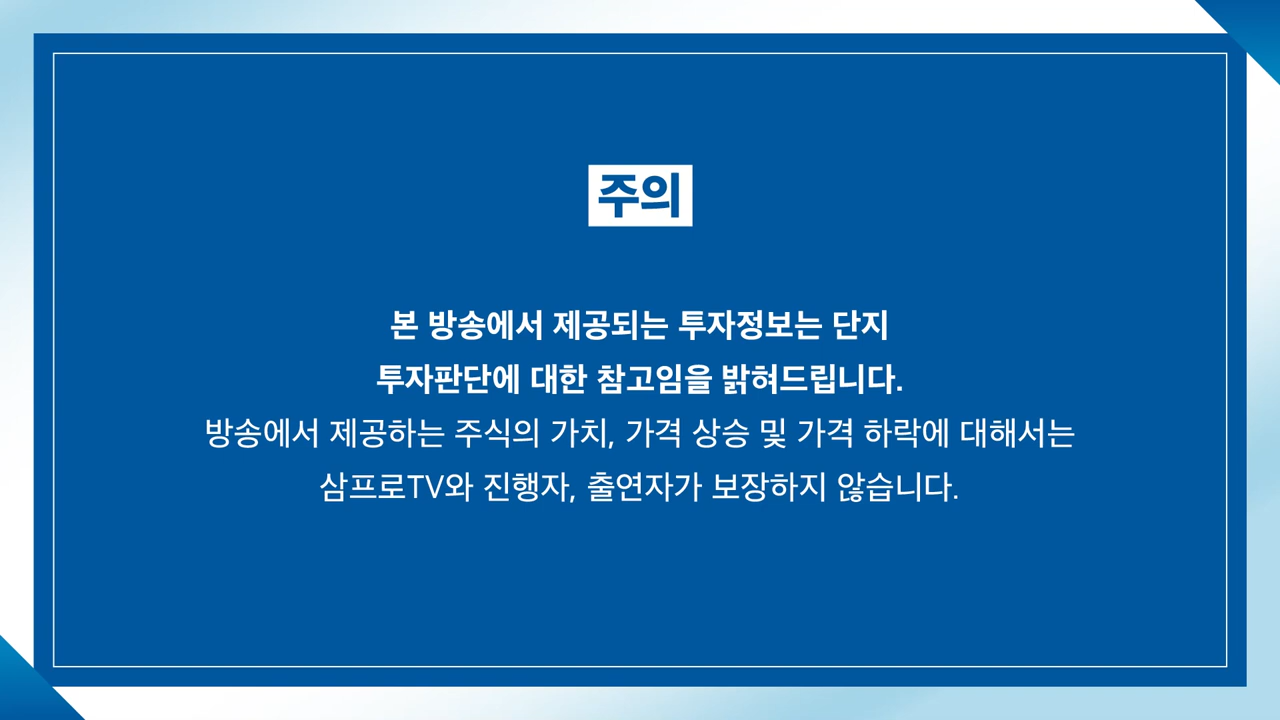 주의
본 방송에서 제공되는 투자정보는 단지
투자판단에 대한 참고임을 밝혀드립니다.
방송에서 제공하는 주식의 가치, 가격 상승 및 가격 하락에 대해서는
삼프로TV와 진행자, 출연자가 보장하지 않습니다.